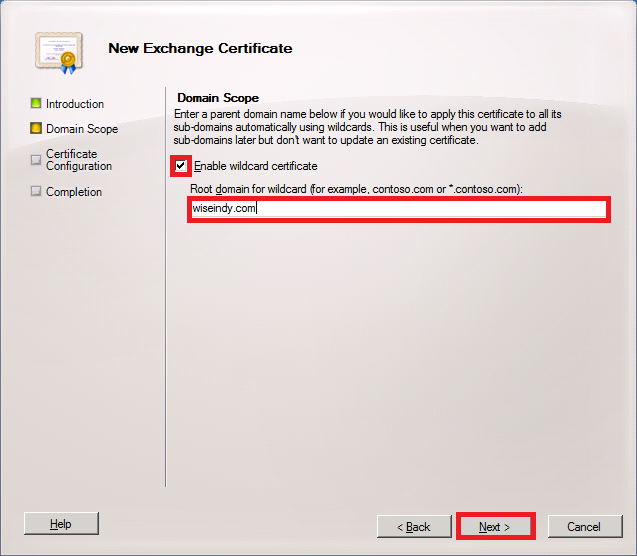 New Exchange Certificate
Introduction
Domain Scope
Certificate
Configuration
Completion
Domain Scope
Enter a parent domain name below if you would like to apply this certificate to all its
sub-domains automatically using wildcards. This is useful when you want to add
sub-domains later but don't want to update an existing certificate.
Enable wildcard certificate
Root domain for wildcard (for example, contoso.com or *.contoso.com):
wiseindy.com
Help
< Back
Next >
Cancel